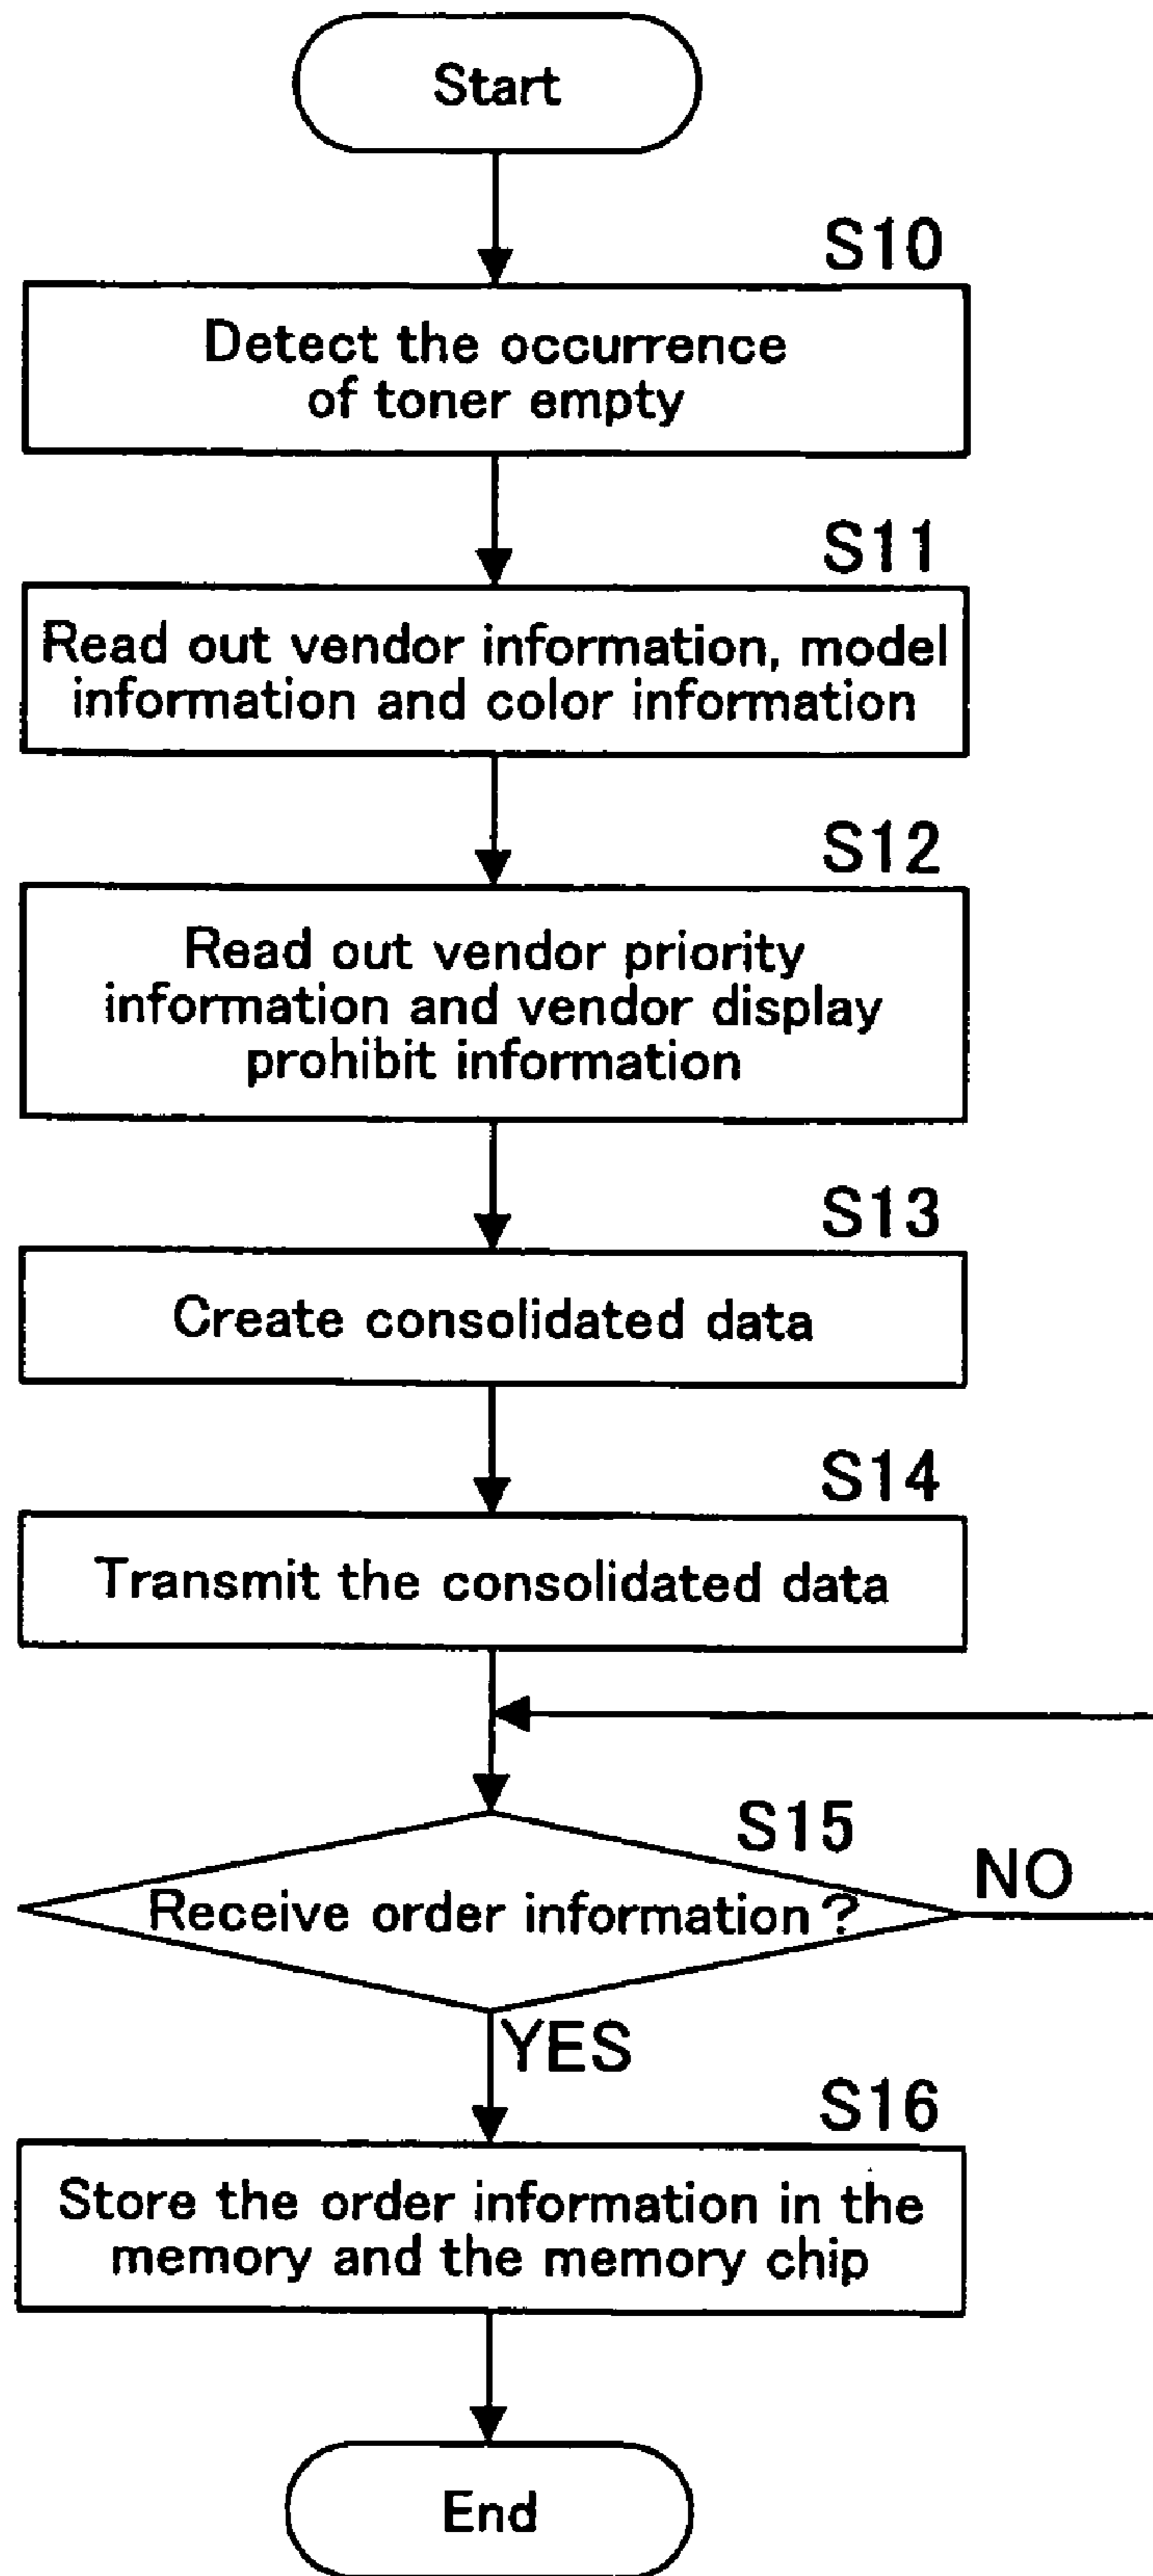 Start
S10
Detect the occurrence
of toner empty
S11
Read out vendor information, model
information and color information
S12
Read out vendor priority
information and vendor display
prohibit information
S13
Create consolidated data
S14
Transmit the consolidated data
S15
Receive order information?
NO
YES
S16
Store the order information in the
memory and the memory chip
End